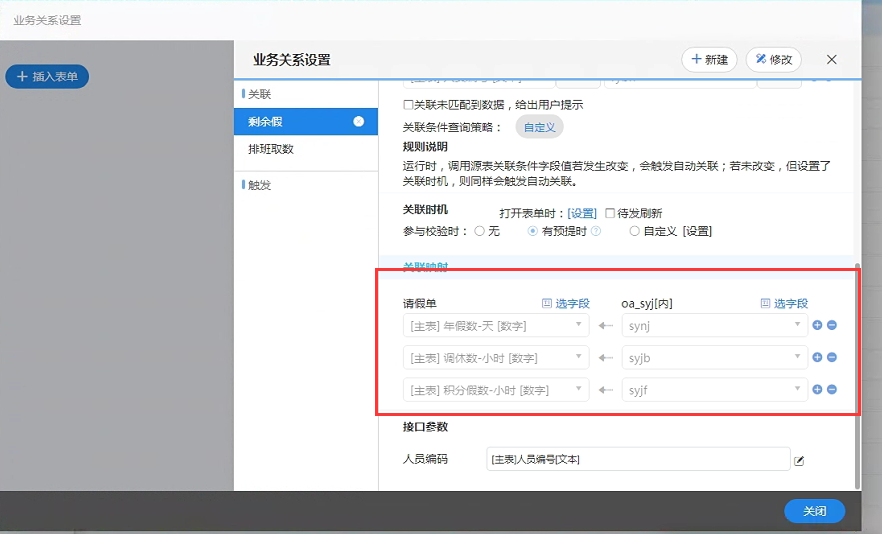 业务关系设置
插入表单
业务关系设置
新建
修改
关联
剩余假
排班取数
触发
关联未匹配到数据，给出用户提示
关联条件查询策略：
自定义
规则说明
运行时，调用源表关联条件字段值若发生改变，会触发自动关联；若未改变，但设置了
关联时机，则同样会触发自动关联。
关联时机
打开表单时：[设置]
待发刷新
参与校验时：
无
有预提时
自定义
[设置]
关联映射
请假单
选字段
oa_syj[内]
选字段
[主表] 年假数-天 [数字]
synj
[主表] 调休数-小时 [数字]
syjb
[主表] 积分假数-小时 [数字]
syjf
接口参数
人员编码
[主表]人员编号[文本]
关闭